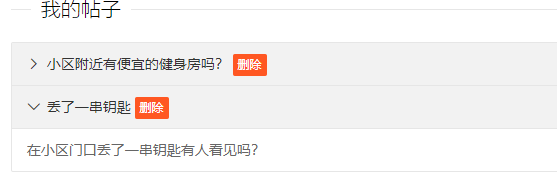 我的帖子
小区附近有便宜的健身房吗？ 删除
丢了一串钥匙 删除
在小区门口丢了一串钥匙有人看见吗？